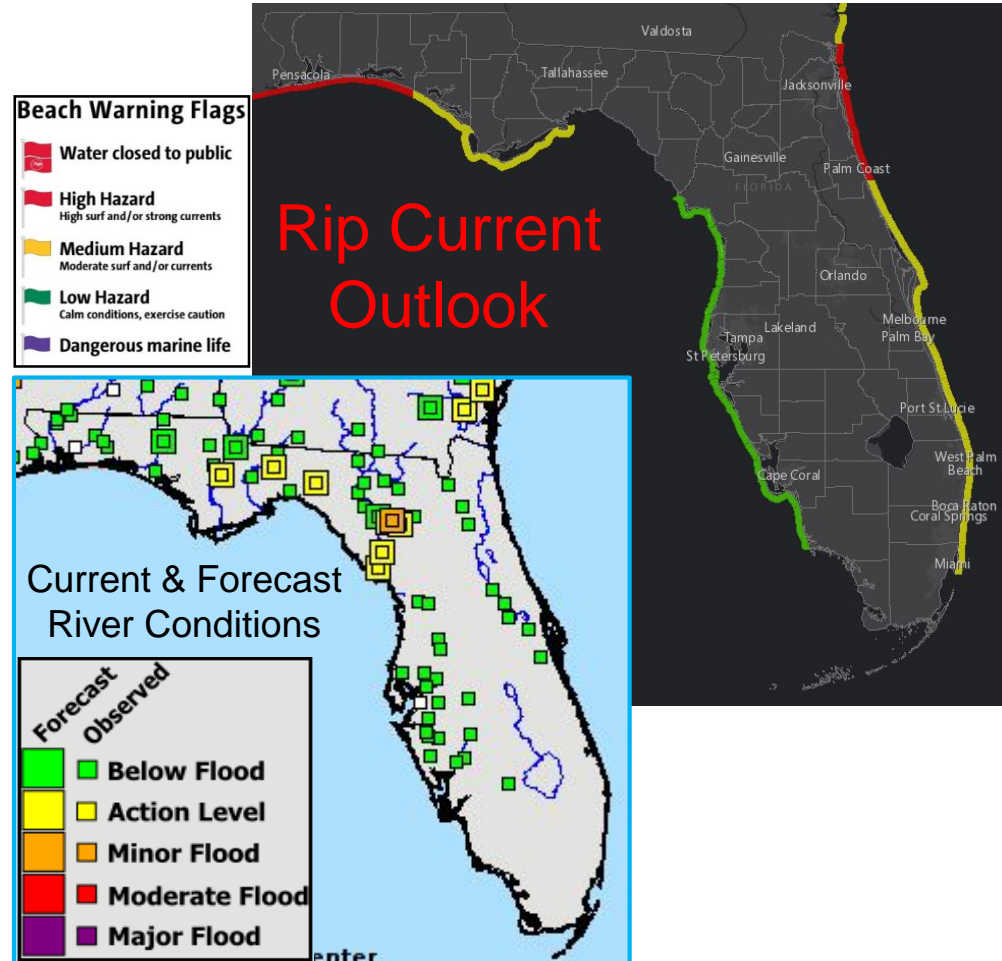 Beach Warning Flags
Water closed to public
High Hazard
High surf and/or strong currents
Medium Hazard
Moderate surf and/or currents
Low Hazard
Calm conditions, exercise caution
Dangerous marine life
Valdosta
Pensacola
Tallahassee
Jacksonville
Gainesville
Palm Coast
FLORIDA
Rip Current
Outlook
Orlando
Melbourne
Lakeland
Palm Bay
Tampa
St Petersburg
Port St Lucie
West Palm
Beach
Cape Coral
Boca Raton
Coral Springs
Miami
Current & Forecast
River Conditions
Forecast
Observed
Below Flood
Action Level
Minor Flood
Moderate Flood
Major Flood
enter